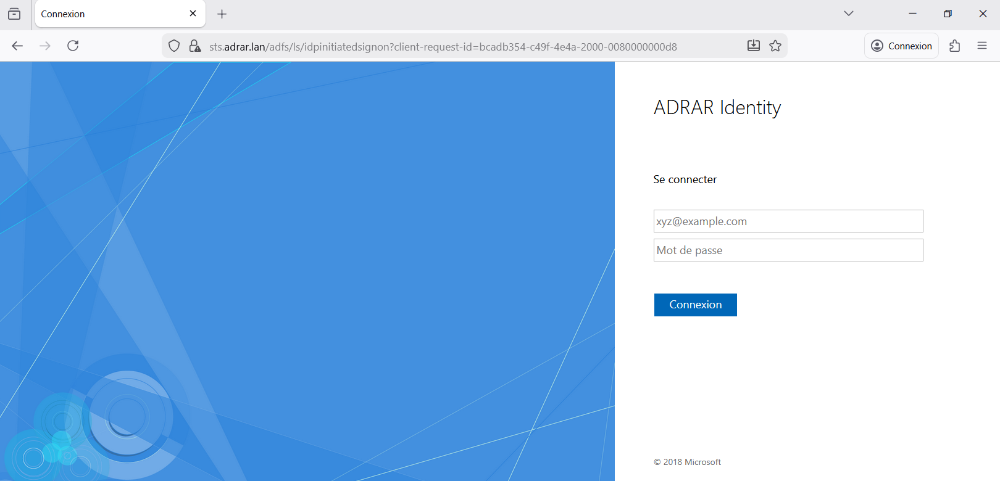 Connexion
sts.adrar.lan/adfs/ls/idpinitiatedsignon?client-request-id=bcadb354-c49f-4e4a-2000-0080000000d8
Connexion
ADRAR Identity
Se connecter
xyz@example.com
Mot de passe
Connexion
© 2018 Microsoft